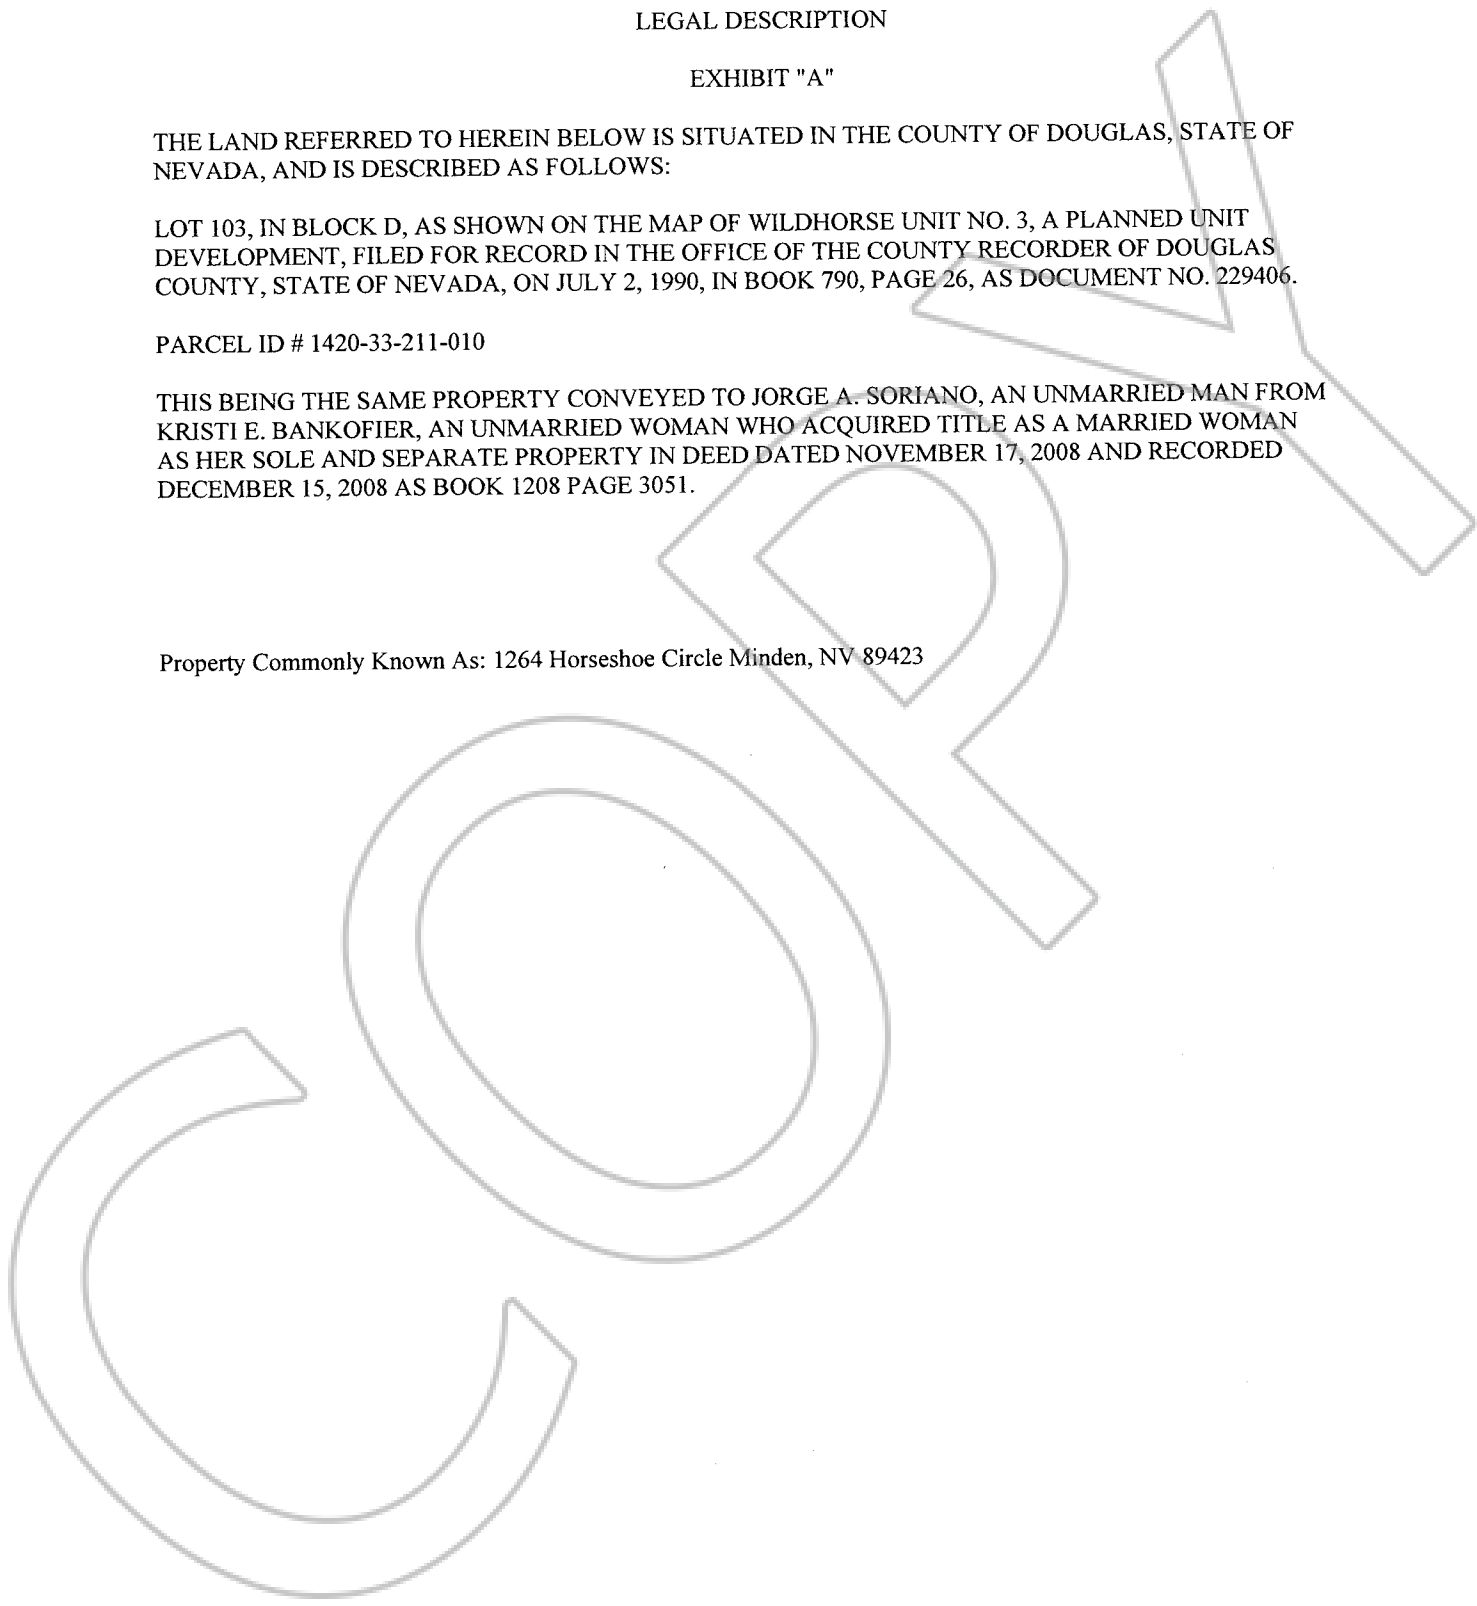 LEGAL DESCRIPTION
EXHIBIT "A"
THE LAND REFERRED TO HEREIN BELOW IS SITUATED IN THE COUNTY OF DOUGLAS, STATE OF
NEVADA, AND IS DESCRIBED AS FOLLOWS:
LOT 103, IN BLOCK D, AS SHOWN ON THE MAP OF WILDHORSE UNIT NO. 3, A PLANNED UNIT
DEVELOPMENT, FILED FOR RECORD IN THE OFFICE OF THE COUNTY RECORDER OF DOUGLAS
COUNTY, STATE OF NEVADA, ON JULY 2, 1990, IN BOOK 790, PAGE 26, AS DOCUMENT NO. 229406.
PARCEL ID # 1420-33-211-010
THIS BEING THE SAME PROPERTY CONVEYED TO JORGE A. SORIANO, AN UNMARRIED MAN FROM
KRISTI E. BANKOFIER, AN UNMARRIED WOMAN WHO ACQUIRED TITLE AS A MARRIED WOMAN
AS HER SOLE AND SEPARATE PROPERTY IN DEED DATED NOVEMBER 17, 2008 AND RECORDED
DECEMBER 15, 2008 AS BOOK 1208 PAGE 3051.
Property Commonly Known As: 1264 Horseshoe Circle Minden, NV 89423
COPY